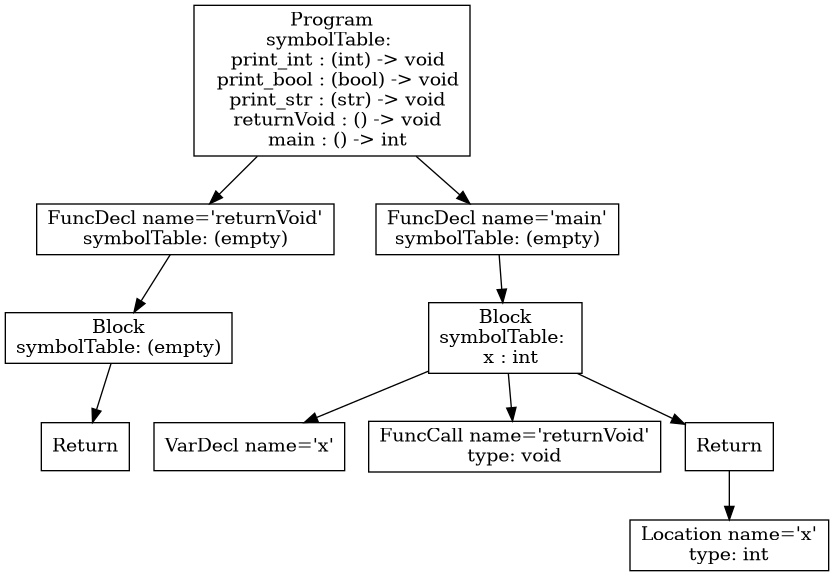 Program
symbolTable:
print_int : (int) -> void
print_bool : (bool) -> void
print_str : (str) -> void
returnVoid : () -> void
main : () -> int
FuncDecl name='returnVoid'
symbolTable: (empty)
FuncDecl name='main'
symbolTable: (empty)
Block
symbolTable: (empty)
Block
symbolTable:
x : int
Return
VarDecl name='x'
FuncCall name='returnVoid'
type: void
Return
Location name='x'
type: int